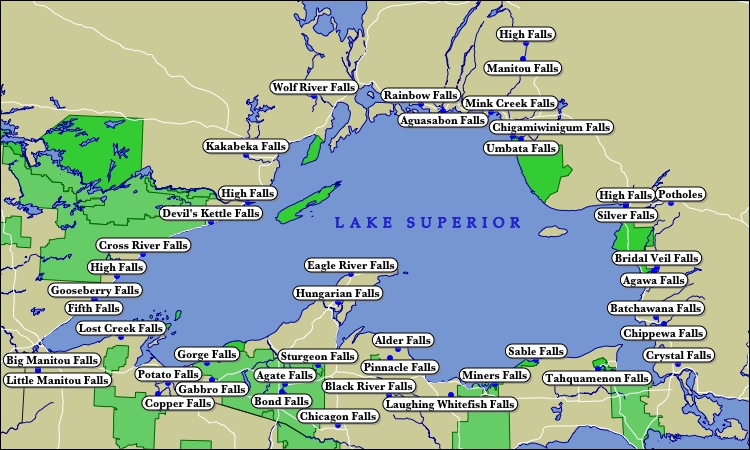 High Falls
Manitou Falls
Wolf River Falls
Rainbow Falls
Mink Creek Falls
Aguasabon Falls
Chigamiwinigum Falls
Kakabeka Falls
Umbata Falls
High Falls
High Falls
Potholes
Devil's Kettle Falls
Silver Falls
LAKE SUPERIOR
Cross River Falls
Bridal Veil Falls
High Falls
Eagle River Falls
Agawa Falls
Gooseberry Falls
Hungarian Falls
Fifth Falls
Batchawana Falls
Lost Creek Falls
Chippewa Falls
Alder Falls
Gorge Falls
Sturgeon Falls
Sable Falls
Crystal Falls
Big Manitou Falls
Pinnacle Falls
Potato Falls
Agate Falls
Miners Falls
Little Manitou Falls
Tahquamenon Falls
Gabbro Falls
Black River Falls
Copper Falls
Bond Falls
Laughing Whitefish Falls
Chicagon Falls